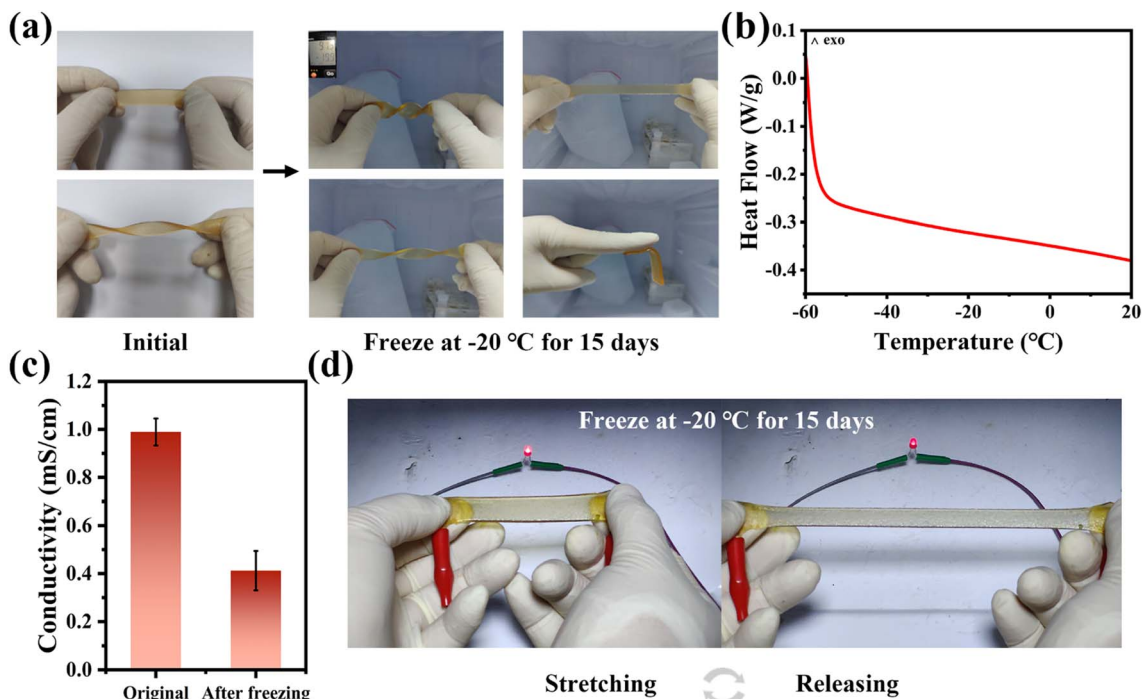 (a)
Initial
Freeze at -20 °C for 15 days
(b)
^ exo
Heat Flow (W/g)
0.1
0.0
-0.1
-0.2
-0.3
-0.4
-60
-40
-20
0
20
Temperature (°C)
(c)
Conductivity (mS/cm)
1.2
1.0
0.8
0.6
0.4
0.2
0.0
Original
After freezing
(d)
Freeze at -20 °C for 15 days
Stretching
Releasing